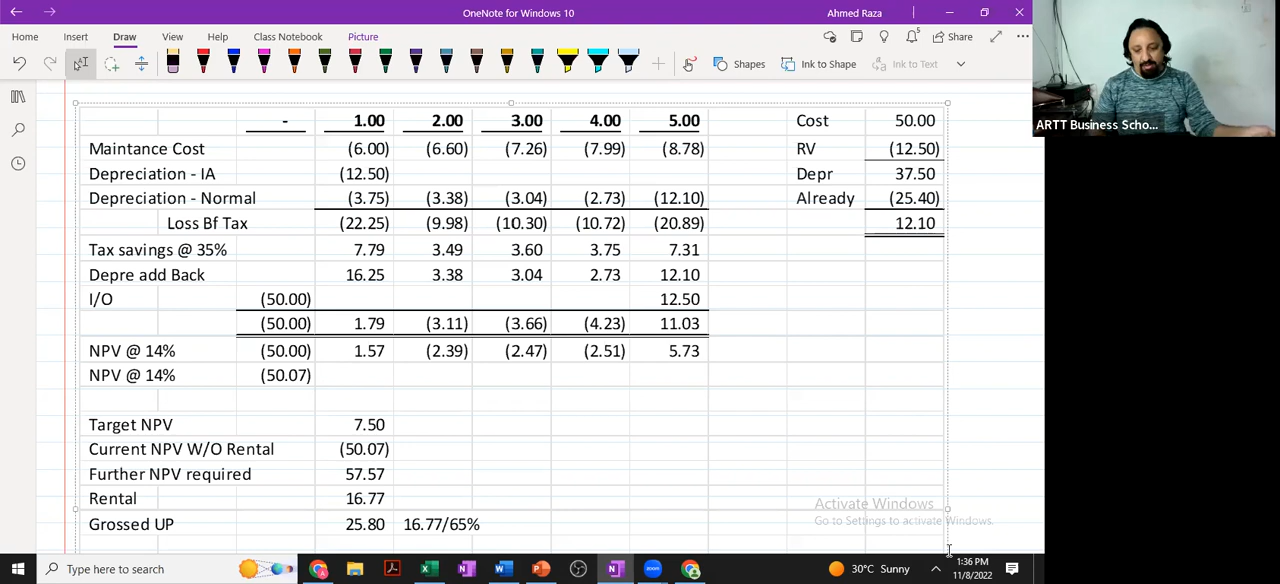 OneNote for Windows 10
Ahmed Raza
Home Insert Draw View Help Class Notebook Picture Share
Shapes Ink to Shape Ink to Text
- 1.00 2.00 3.00 4.00 5.00 Cost 50.00
Maintance Cost (6.00) (6.60) (7.26) (7.99) (8.78) RV (12.50)
Depreciation - IA (12.50) Depr 37.50
Depreciation - Normal (3.75) (3.38) (3.04) (2.73) (12.10) Already (25.40)
Loss Bf Tax (22.25) (9.98) (10.30) (10.72) (20.89) 12.10
Tax savings @ 35% 7.79 3.49 3.60 3.75 7.31
Depre add Back 16.25 3.38 3.04 2.73 12.10
I/O (50.00) 12.50
(50.00) 1.79 (3.11) (3.66) (4.23) 11.03
NPV @ 14% (50.00) 1.57 (2.39) (2.47) (2.51) 5.73
NPV @ 14% (50.07)
Target NPV 7.50
Current NPV W/O Rental (50.07)
Further NPV required 57.57
Rental 16.77
Grossed UP 25.80 16.77/65%
Activate Windows
Go to Settings to activate Windows.
ARTT Business Scho...
Type here to search
30°C Sunny
1:36 PM
11/8/2022